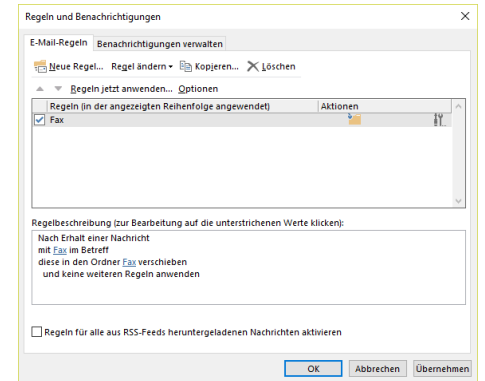 Regeln und Benachrichtigungen
E-Mail-Regeln Benachrichtigungen verwalten
Neue Regel... Regel ändern Kopieren... Löschen
Regeln jetzt anwenden... Optionen
Regeln (in der angezeigten Reihenfolge angewendet) Aktionen
Fax
Regelbeschreibung (zur Bearbeitung auf die unterstrichenen Werte klicken):
Nach Erhalt einer Nachricht
mit Fax im Betreff
diese in den Ordner Fax verschieben
und keine weiteren Regeln anwenden
Regeln für alle aus RSS-Feeds heruntergeladenen Nachrichten aktivieren
OK Abbrechen Übernehmen